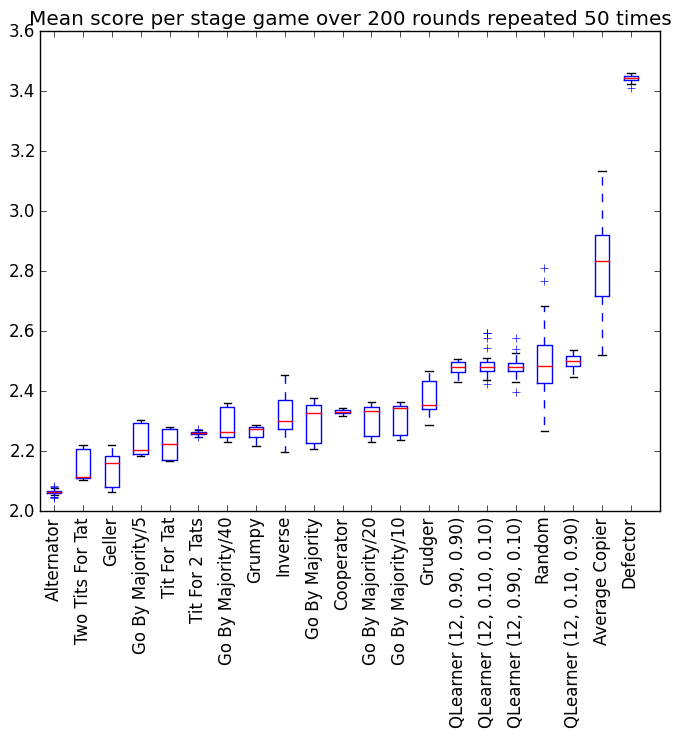 Mean score per stage game over 200 rounds repeated 50 times
3.6
3.4
3.2
3.0
2.8
2.6
2.4
2.2
2.0
Alternator
Two Tits For Tat
Geller
Go By Majority/5
Tit For Tat
Tit For 2 Tats
Go By Majority/40
Grumpy
Inverse
Go By Majority
Cooperator
Go By Majority/20
Go By Majority/10
Grudger
QLearner (12, 0.90, 0.90)
QLearner (12, 0.10, 0.10)
QLearner (12, 0.90, 0.10)
Random
QLearner (12, 0.10, 0.90)
Average Copier
Defector